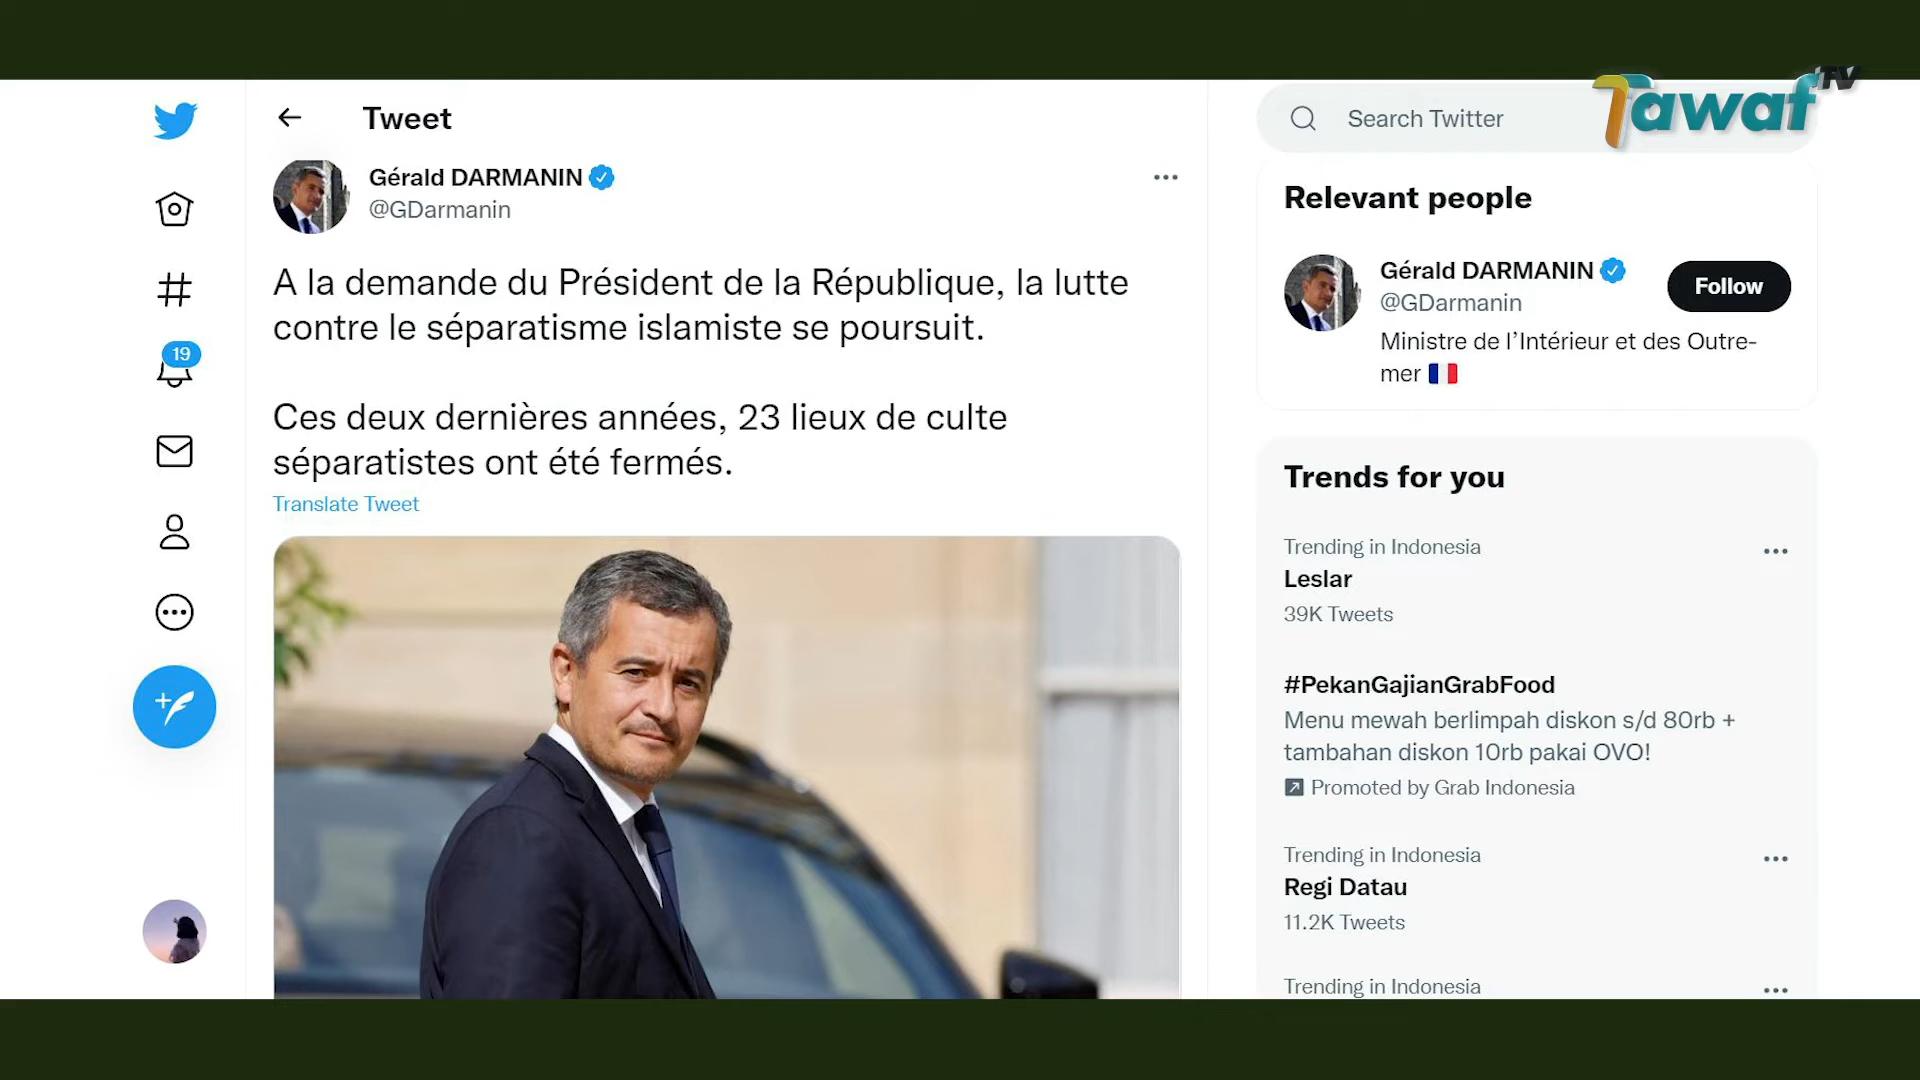 Tawaf TV
Tweet
Search Twitter
Gérald DARMANIN
@GDarmanin
A la demande du Président de la République, la lutte
contre le séparatisme islamiste se poursuit.
Ces deux dernières années, 23 lieux de culte
séparatistes ont été fermés.
Translate Tweet
19
Relevant people
Gérald DARMANIN
@GDarmanin
Follow
Ministre de l’Intérieur et des Outre-
mer
Trends for you
Trending in Indonesia
Leslar
39K Tweets
#PekanGajianGrabFood
Menu mewah berlimpah diskon s/d 80rb +
tambahan diskon 10rb pakai OVO!
Promoted by Grab Indonesia
Trending in Indonesia
Regi Datau
11.2K Tweets
Trending in Indonesia